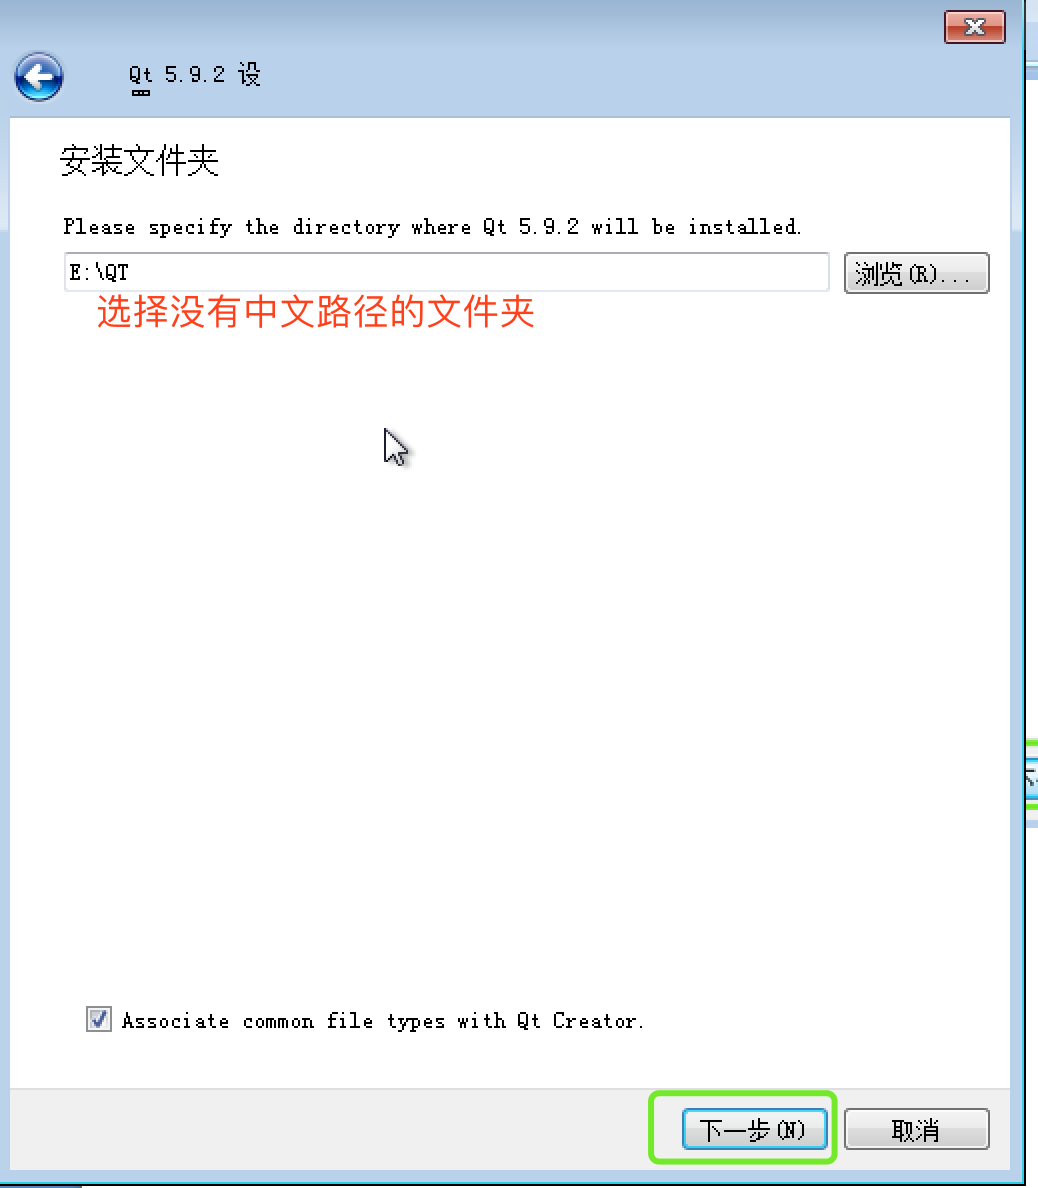 Qt 5.9.2 设
安装文件夹
Please specify the directory where Qt 5.9.2 will be installed.
E:\QT
浏览(R)...
选择没有中文路径的文件夹
Associate common file types with Qt Creator.
下一步(N)
取消